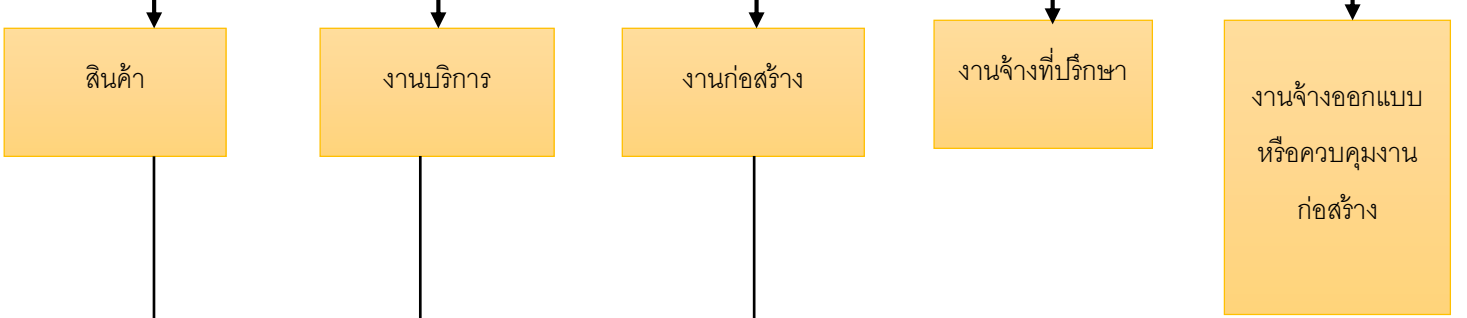 สินค้า
งานบริการ
งานก่อสร้าง
งานจ้างที่ปรึกษา
งานจ้างออกแบบ
หรือควบคุมงาน
ก่อสร้าง